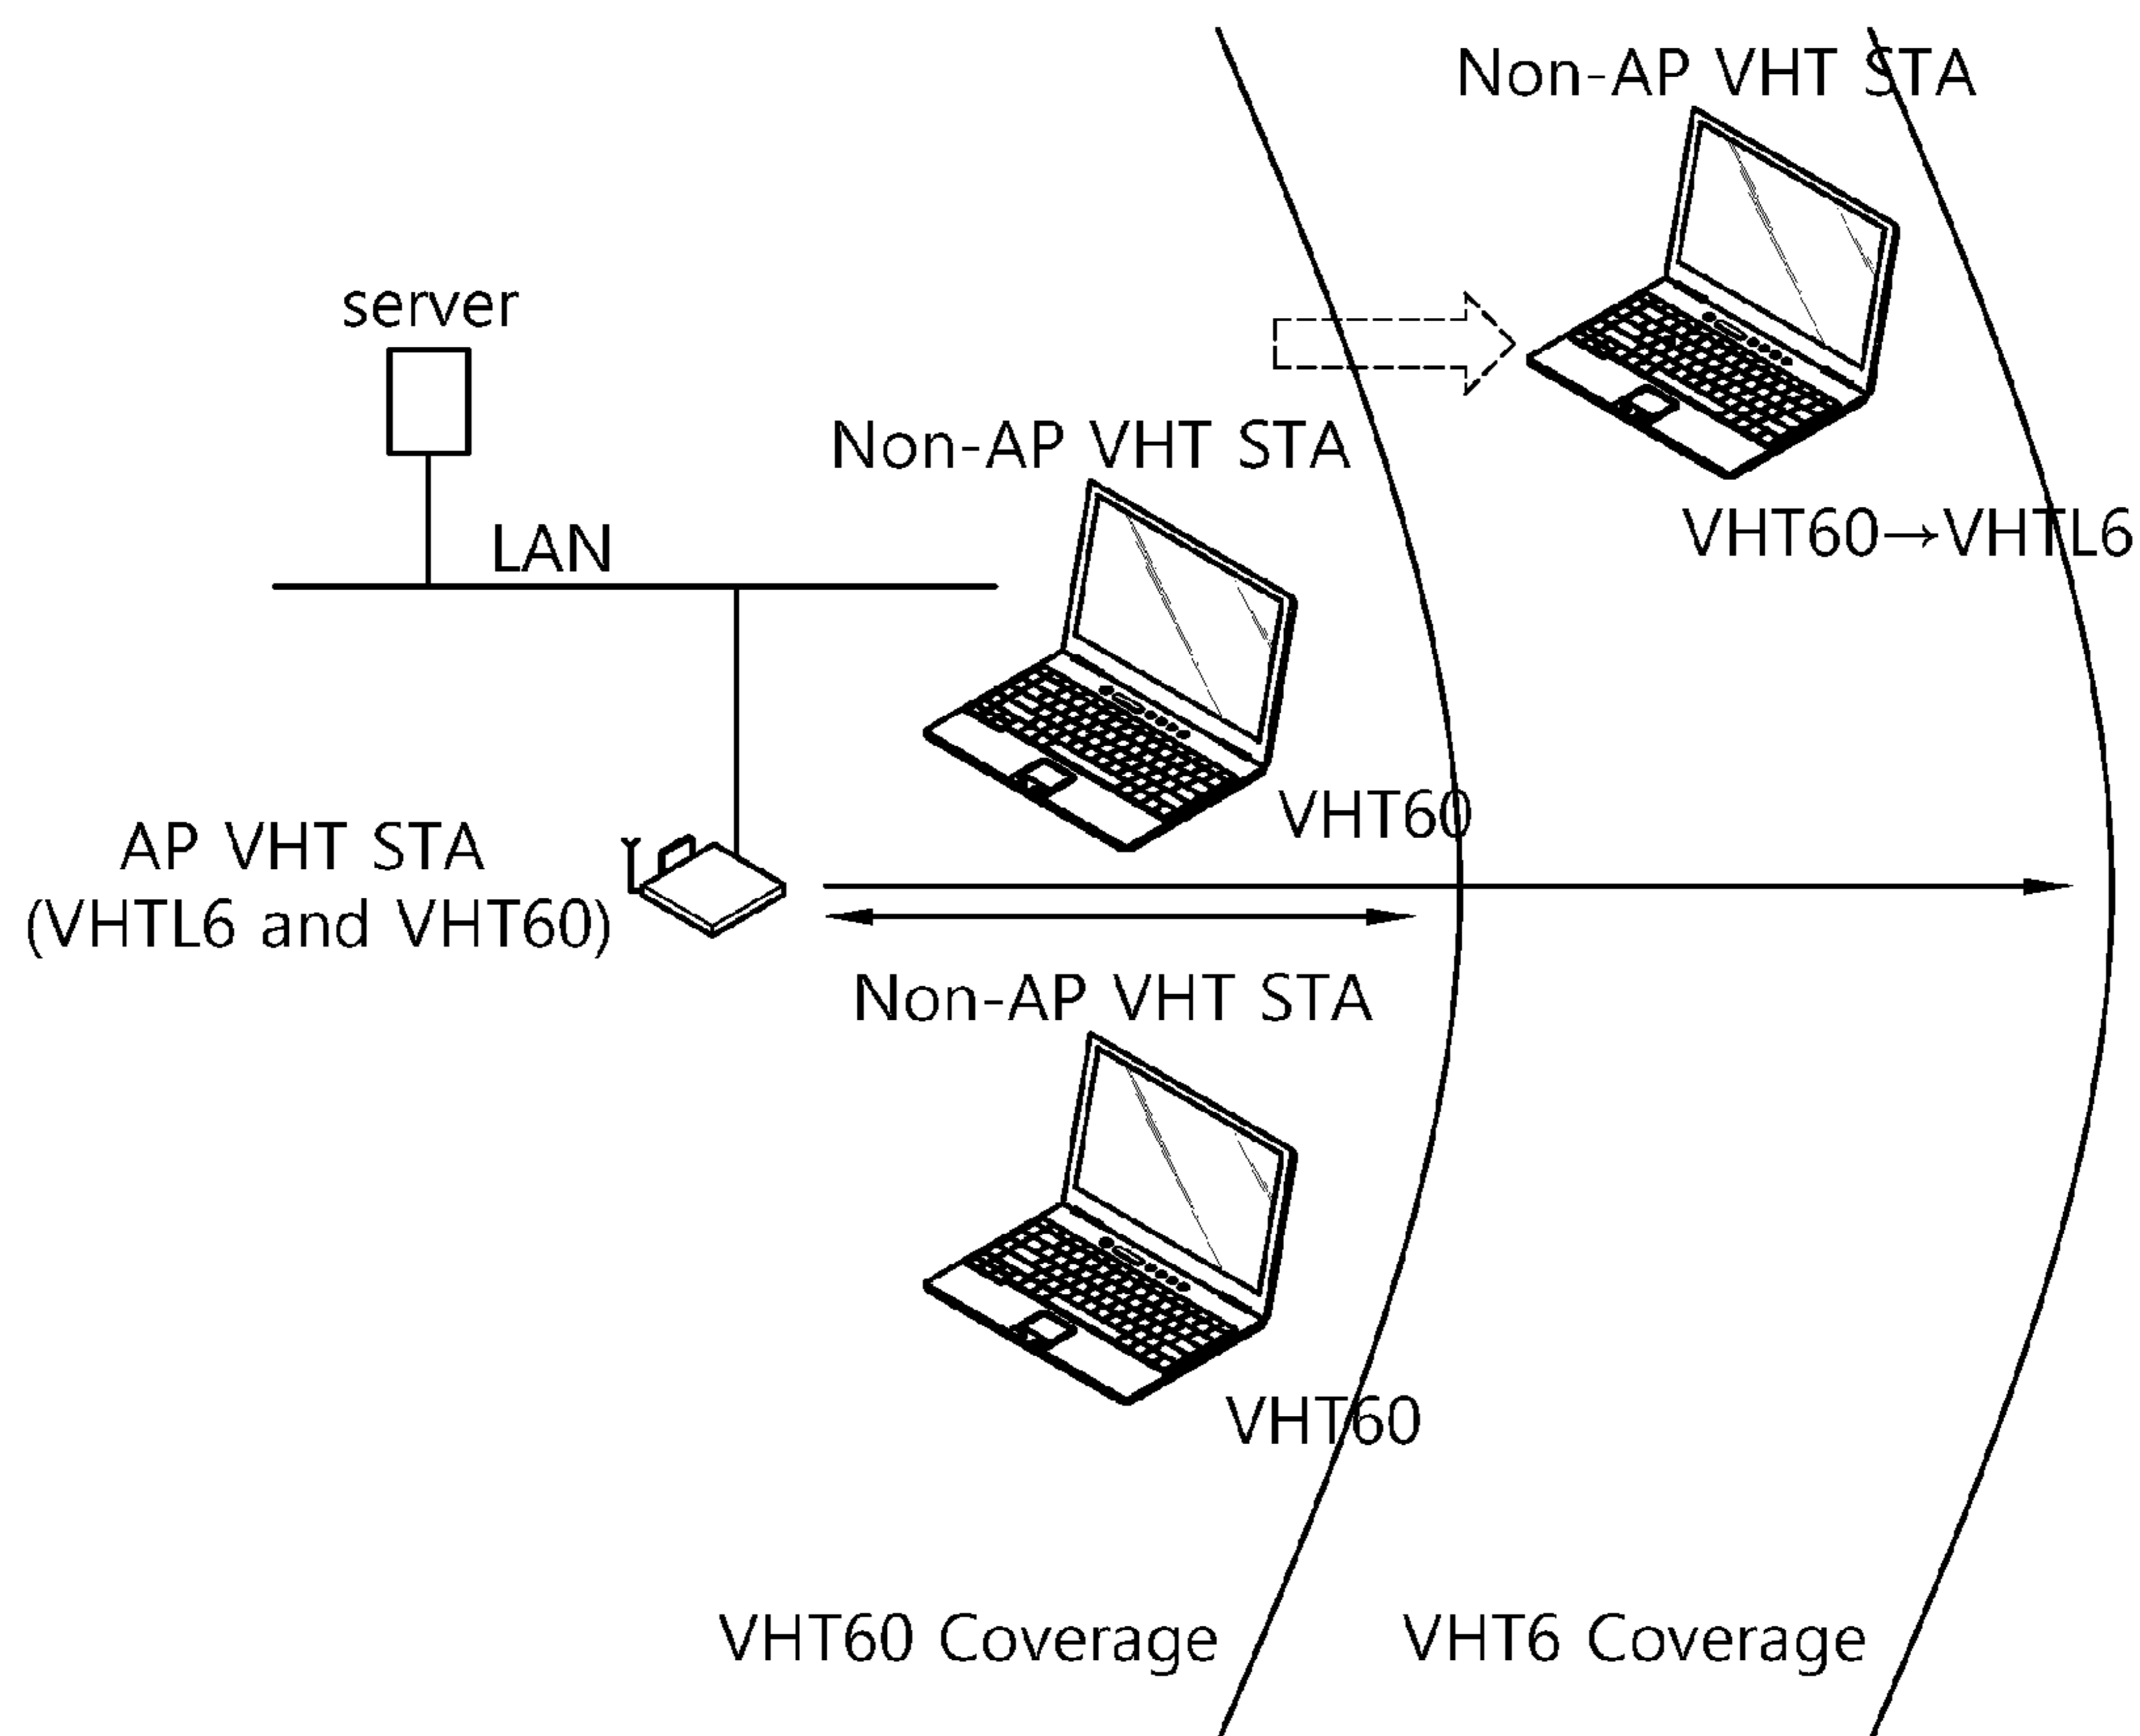 Non-AP VHT STA
server
Non-AP VHT STA
VHT60→VHTL6
LAN
VHT60
AP VHT STA
(VHTL6 and VHT60)
Non-AP VHT STA
VHT60
VHT60 Coverage
VHT6 Coverage